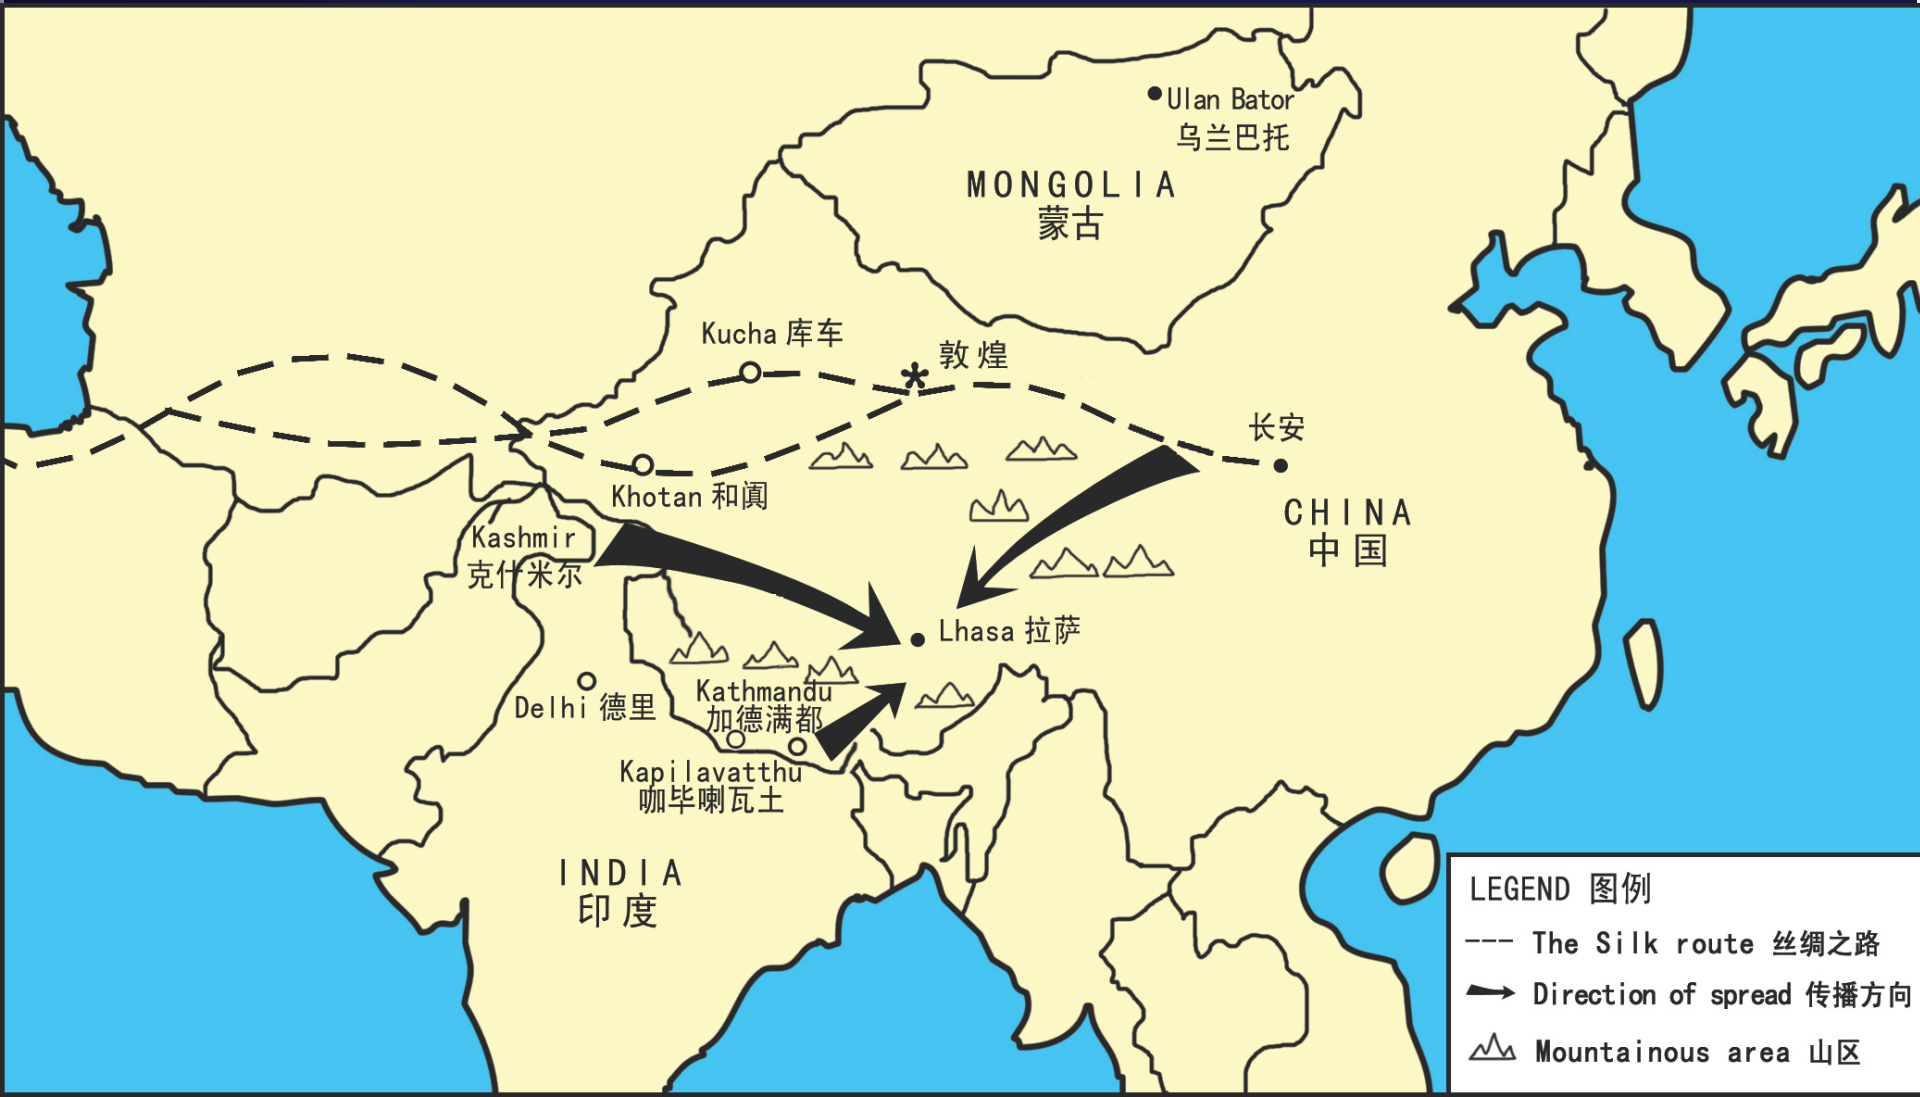 Ulan Bator
乌兰巴托
MONGOLIA
蒙古
Kucha 库车
敦煌
长安
Khotan 和阗
CHINA
中国
Kashmir
克什米尔
Lhasa 拉萨
Delhi 德里
Kathmandu
加德满都
Kapilavatthu
咖毕喇瓦土
INDIA
印度
LEGEND 图例
The Silk route 丝绸之路
Direction of spread 传播方向
Mountainous area 山区